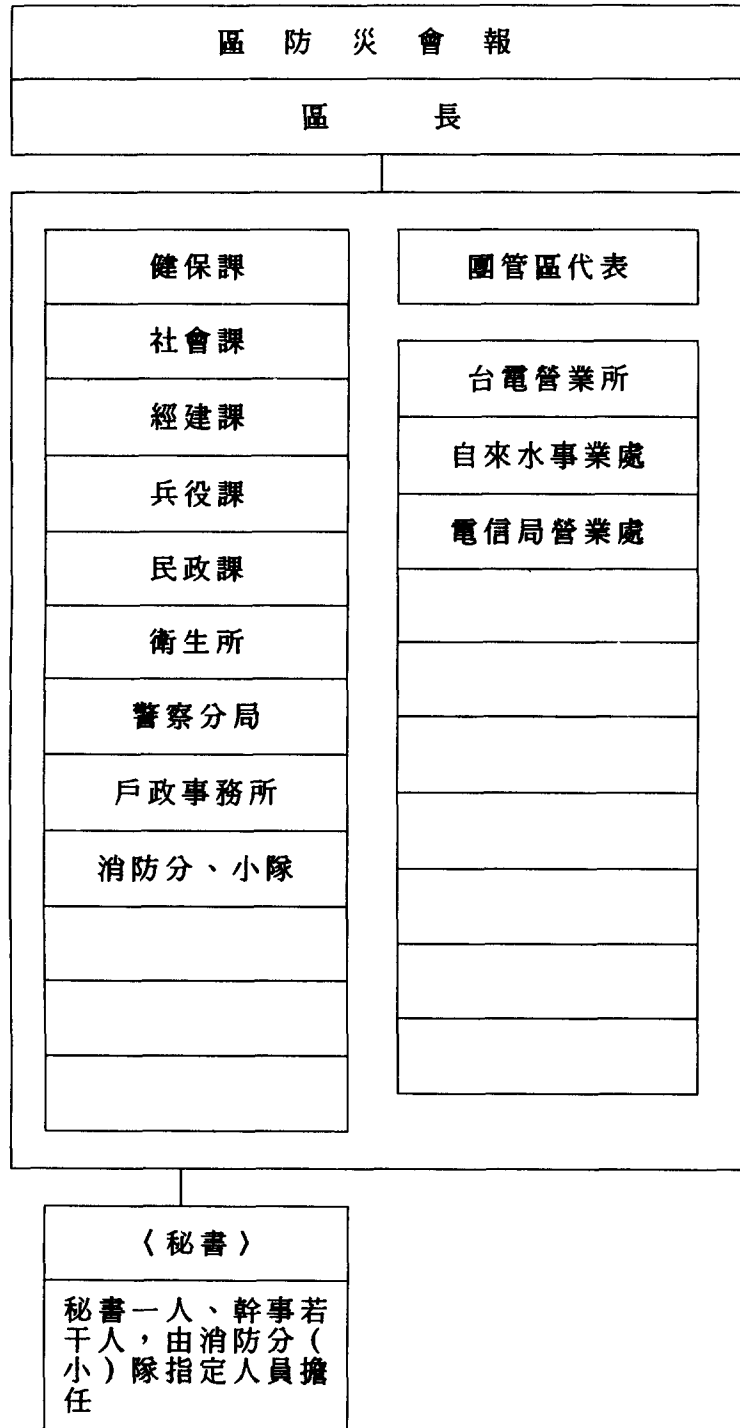 區防災會報
區長
健保課
社會課
經建課
兵役課
民政課
衛生所
警察分局
戶政事務所
消防分、小隊
團管區代表
台電營業所
自來水事業處
電信局營業處
〈秘書〉
秘書一人、幹事若
干人，由消防分（
小）隊指定人員擔
任